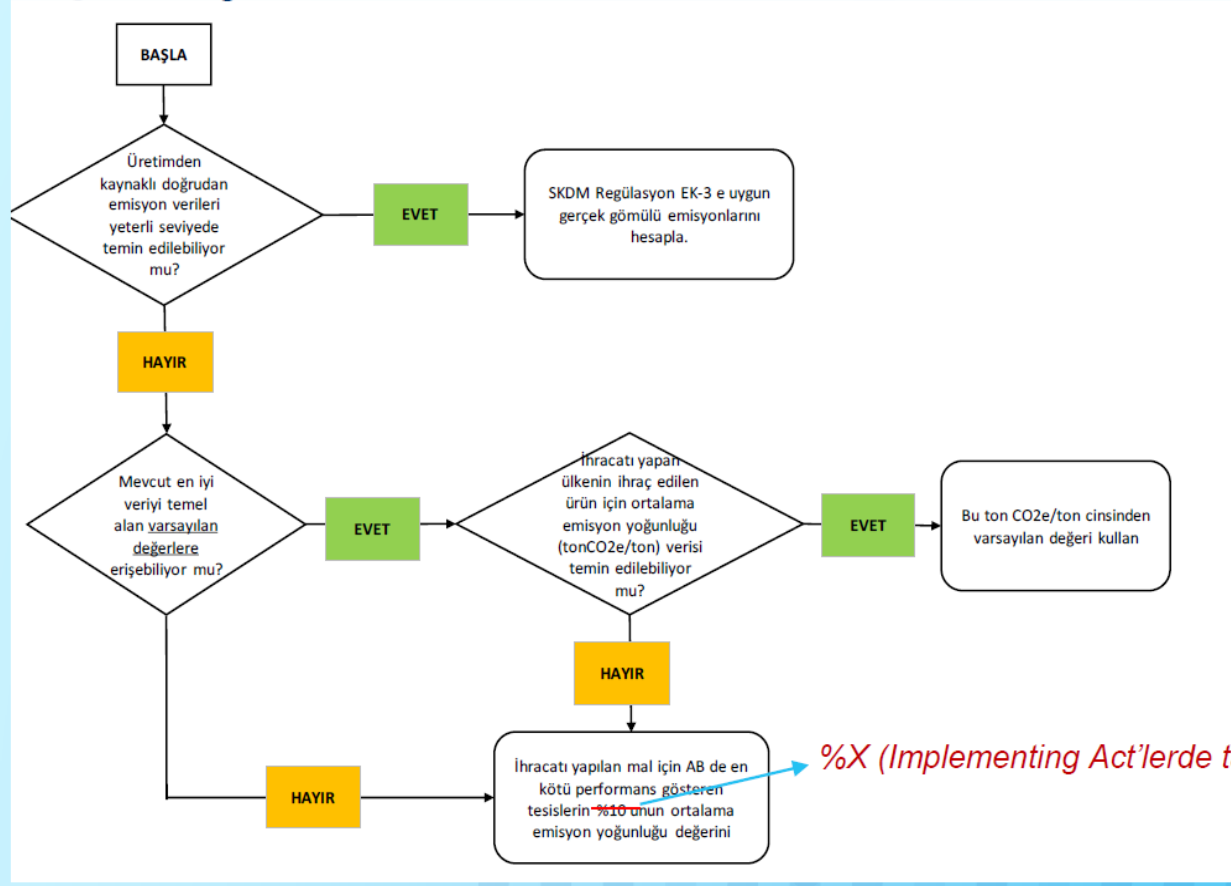 BAŞLA
Üretimden
kaynaklı doğrudan
emisyon verileri
yeterli seviyede
temin edilebiliyor
mu?
EVET
SKDM Regülasyon EK-3 e uygun
gerçek gömülü emisyonlarını
hesapla.
HAYIR
Mevcut en iyi
veriyi temel
alan varsayılan
değerlere
erişebiliyor mu?
EVET
İhracatı yapan
ülkenin ihraç edilen
ürün için ortalama
emisyon yoğunluğu
(tonCO2e/ton) verisi
temin edilebiliyor
mu?
EVET
Bu ton CO2e/ton cinsinden
varsayılan değeri kullan
HAYIR
HAYIR
İhracatı yapılan mal için AB de en
kötü performans gösteren
tesislerin %10 unun ortalama
emisyon yoğunluğu değerini
%X (Implementing Act'lerde t